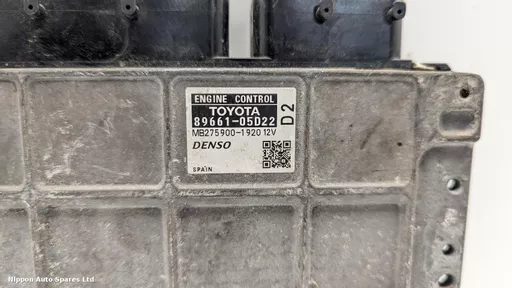 ENGINE CONTROL
TOYOTA
89661-05D22
D2
MB275900-1920 12V
DENSO
SPAIN
Nippon Auto Spares Ltd